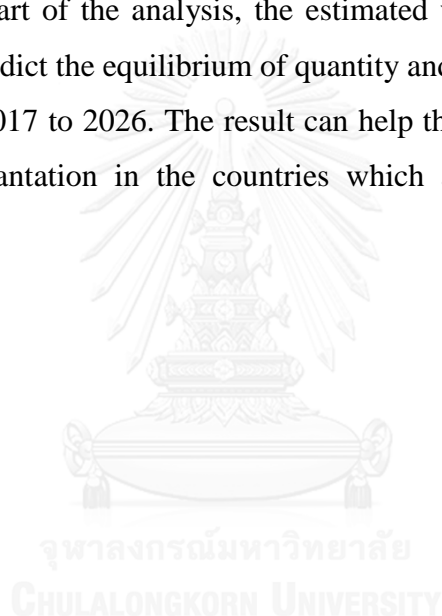 art of the analysis, the estimated
dict the equilibrium of quantity and
017 to 2026. The result can help th
antation in the countries which
จุฬาลงกรณ์มหาวิทยาลัย
CHULALONGKORN UNIVERSITY